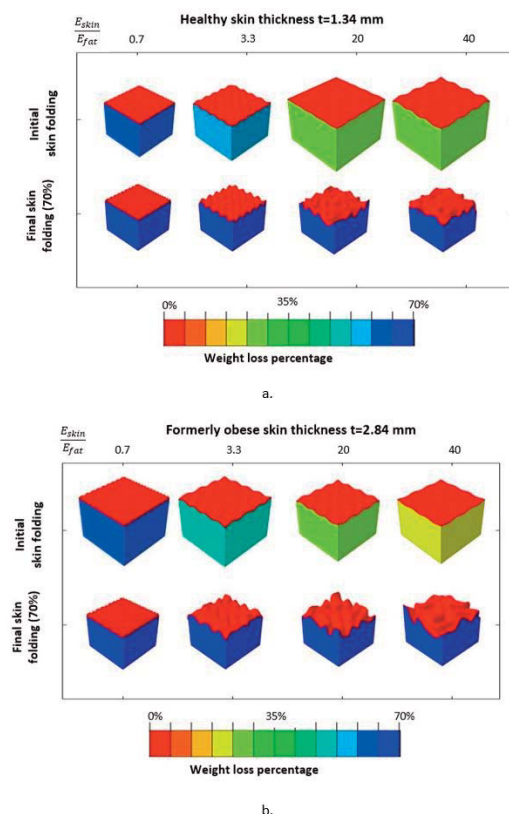 Healthy skin thickness t=1.34 mm
E_skin
E_fat
0.7 3.3 20 40
Initial
skin folding
Final skin
folding (70%)
0% 35% 70%
Weight loss percentage
a.
Formerly obese skin thickness t=2.84 mm
E_skin
E_fat
0.7 3.3 20 40
Initial
skin folding
Final skin
folding (70%)
0% 35% 70%
Weight loss percentage
b.